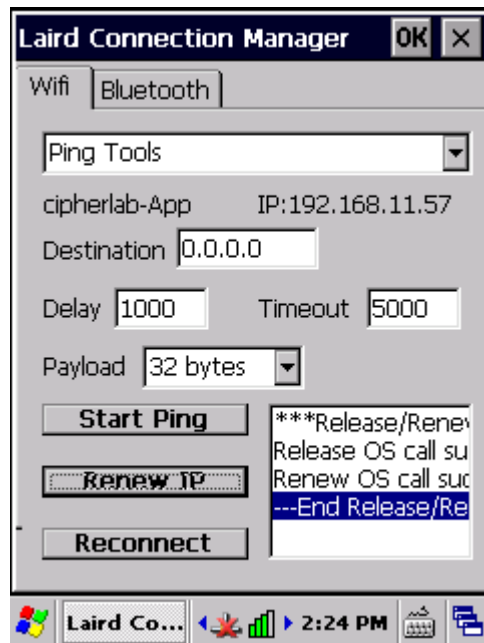 Laird Connection Manager OK ×
Wifi Bluetooth
Ping Tools
cipherlab-App IP:192.168.11.57
Destination 0.0.0.0
Delay 1000 Timeout 5000
Payload 32 bytes
Start Ping
Renew IP
Reconnect
***Release/Renev
Release OS call su
Renew OS call suc
---End Release/Re
Laird Co... 2:24 PM